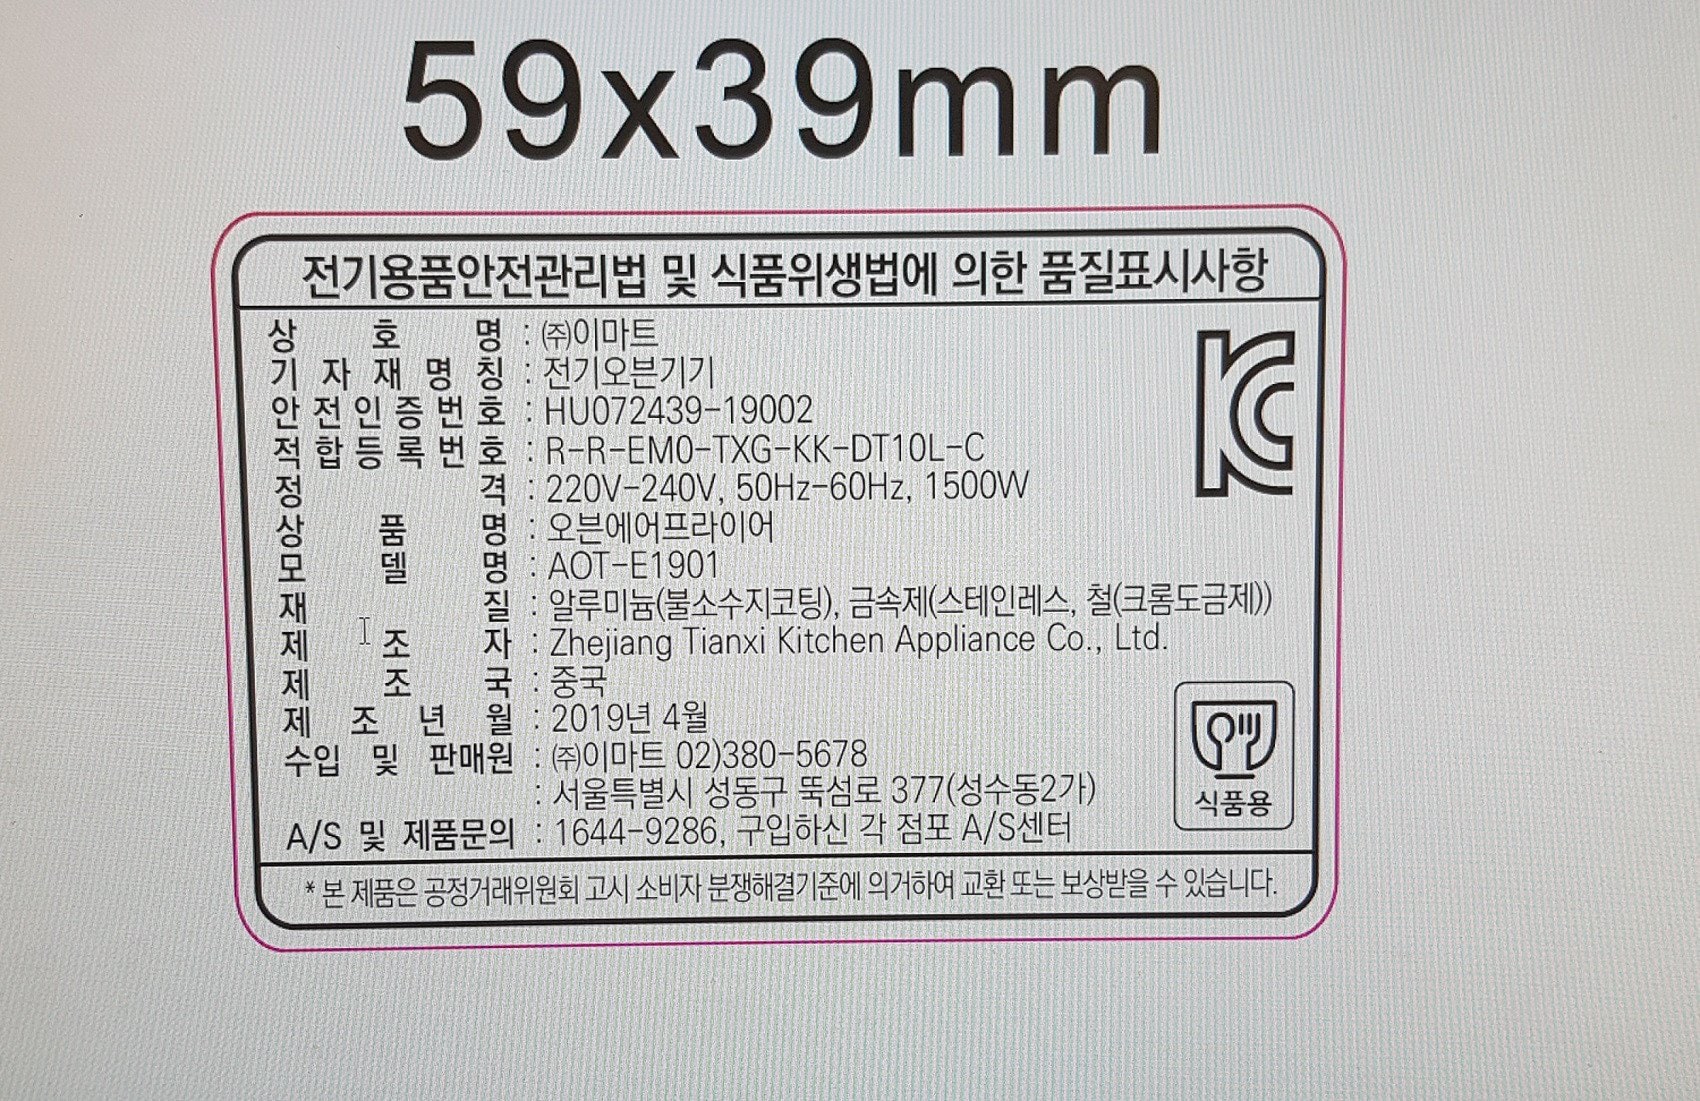 59x39mm
전기용품안전관리법 및 식품위생법에 의한 품질표시사항
상 호 명 : ㈜이마트
기 자 재 명 칭 : 전기오븐기기
안 전 인 증 번 호 : HU072439-19002
적 합 등 록 번 호 : R-R-EM0-TXG-KK-DT10L-C
정 격 : 220V-240V, 50Hz-60Hz, 1500W
상 품 명 : 오븐에어프라이어
모 델 명 : AOT-E1901
재 질 : 알루미늄(불소수지코팅), 금속제(스테인레스, 철(크롬도금제))
제 조 자 : Zhejiang Tianxi Kitchen Appliance Co., Ltd.
제 조 국 : 중국
제 조 년 월 : 2019년 4월
수입 및 판매원 : ㈜이마트 02)380-5678
: 서울특별시 성동구 뚝섬로 377(성수동2가)
A/S 및 제품문의 : 1644-9286, 구입하신 각 점포 A/S센터
KC
식품용
* 본 제품은 공정거래위원회 고시 소비자 분쟁해결기준에 의거하여 교환 또는 보상받을 수 있습니다.